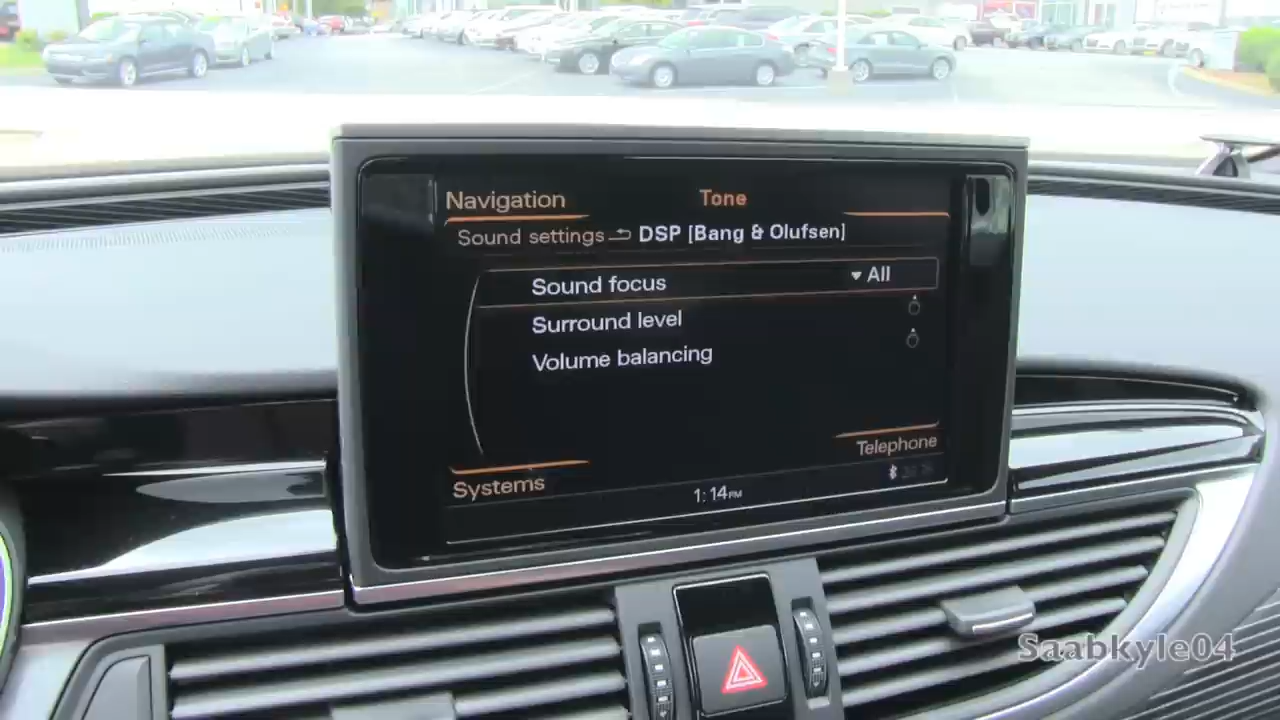 Navigation
Tone
Sound settings DSP [Bang & Olufsen]
Sound focus All
Surround level
Volume balancing
Telephone
Systems
1:14PM
Saabkyle04